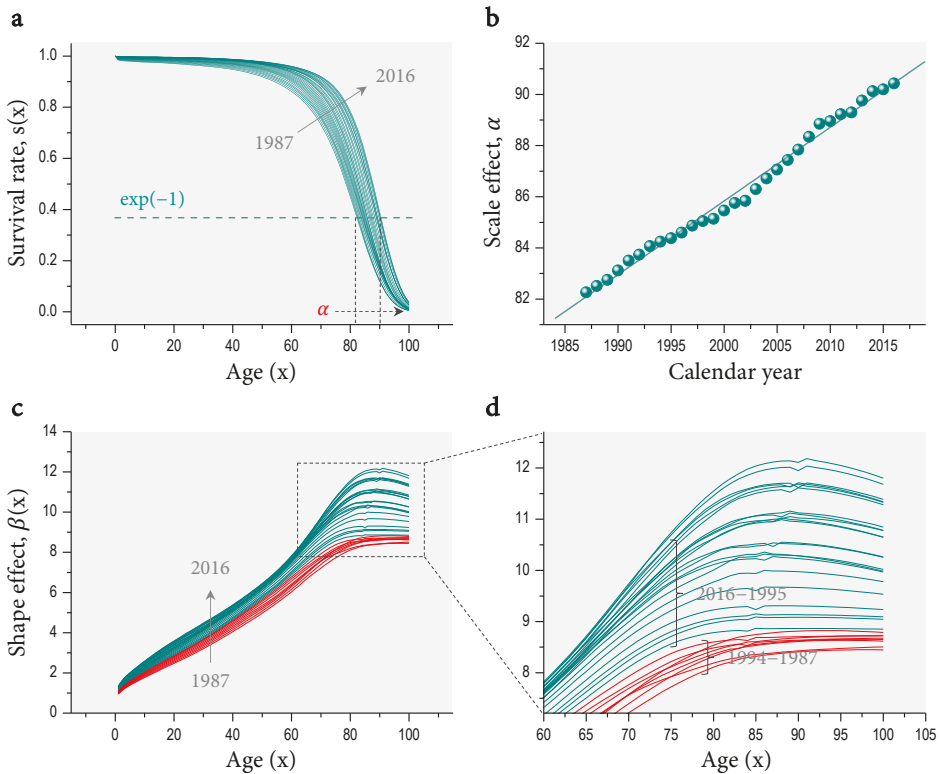 a
Survival rate, s(x)
1.0
0.8
0.6
0.4
0.2
0.0
2016
1987
exp(−1)
α
0 20 40 60 80 100
Age (x)
b
Scale effect, α
92
90
88
86
84
82
1985 1990 1995 2000 2005 2010 2015
Calendar year
c
Shape effect, β(x)
14
12
10
8
6
4
2
0
2016
1987
0 20 40 60 80 100
Age (x)
d
12
11
10
9
8
2016−1995
1994−1987
60 65 70 75 80 85 90 95 100 105
Age (x)